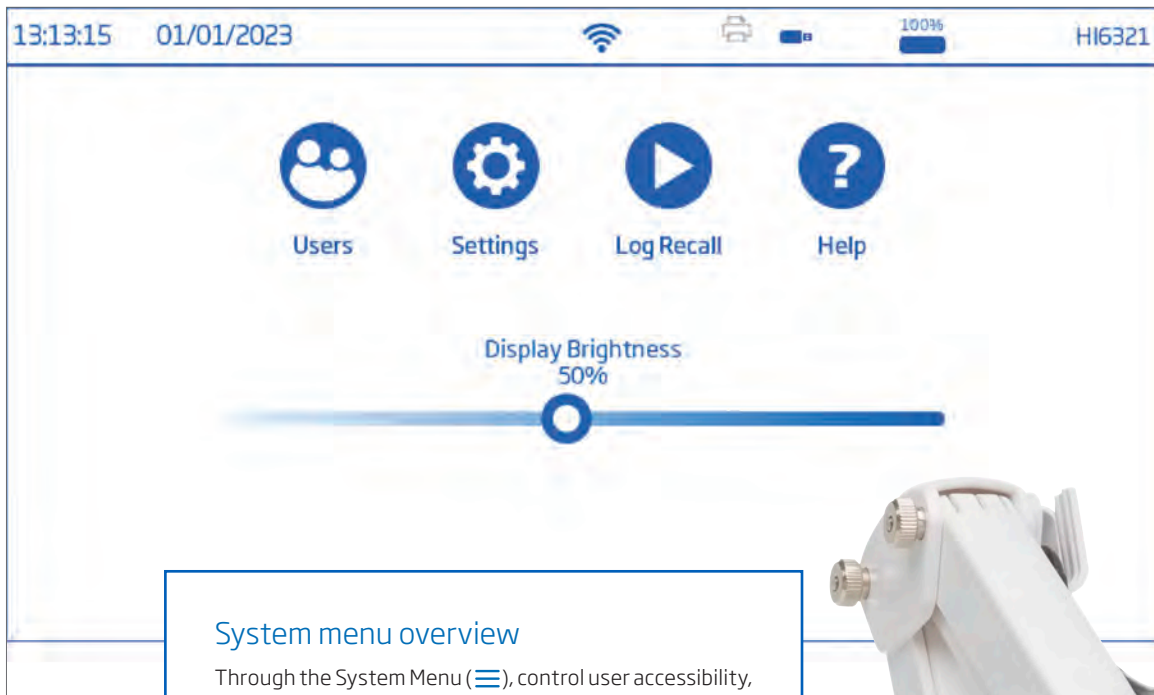 13:13:15 01/01/2023 100% HI6321
Users Settings Log Recall Help
Display Brightness
50%
System menu overview
Through the System Menu (☰), control user accessibility,